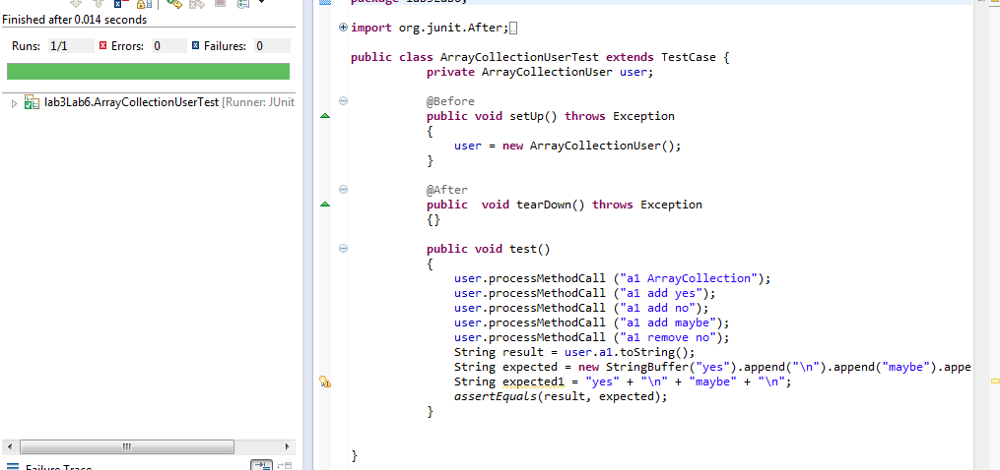 Finished after 0.014 seconds
Runs: 1/1 Errors: 0 Failures: 0
lab3Lab6.ArrayCollectionUserTest [Runner: JUnit
Failure Trace
import org.junit.After;
public class ArrayCollectionUserTest extends TestCase {
private ArrayCollectionUser user;
@Before
public void setUp() throws Exception
{
user = new ArrayCollectionUser();
}
@After
public void tearDown() throws Exception
{}
public void test()
{
user.processMethodCall ("a1 ArrayCollection");
user.processMethodCall ("a1 add yes");
user.processMethodCall ("a1 add no");
user.processMethodCall ("a1 add maybe");
user.processMethodCall ("a1 remove no");
String result = user.a1.toString();
String expected = new StringBuffer("yes").append("\n").append("maybe").appe
String expected1 = "yes" + "\n" + "maybe" + "\n";
assertEquals(result, expected);
}
}